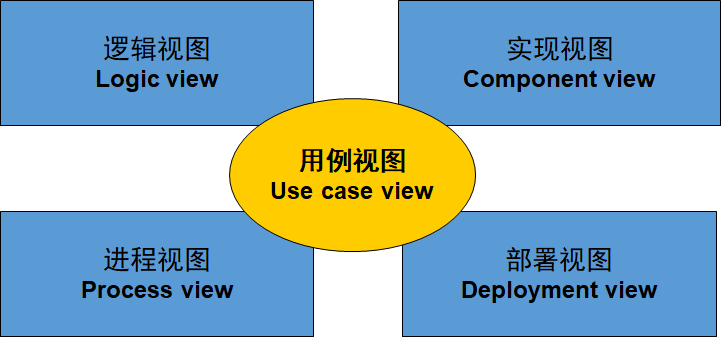 逻辑视图
Logic view
实现视图
Component view
用例视图
Use case view
进程视图
Process view
部署视图
Deployment view